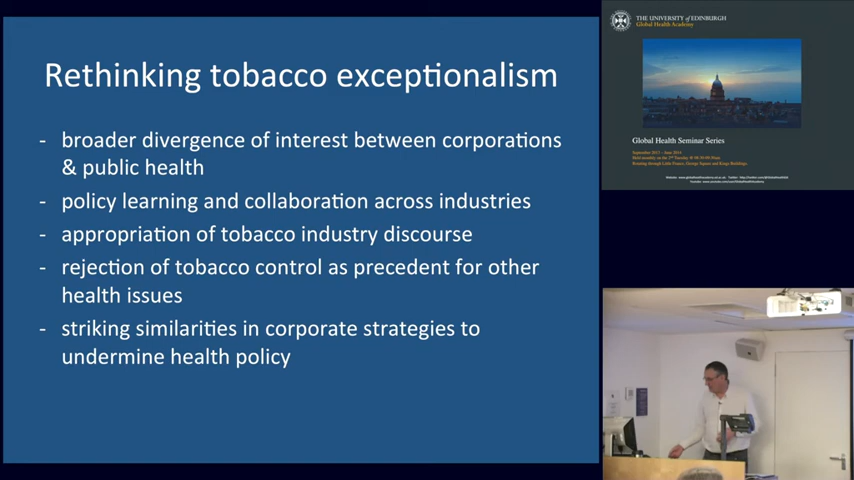 Rethinking tobacco exceptionalism
- broader divergence of interest between corporations
& public health
- policy learning and collaboration across industries
- appropriation of tobacco industry discourse
- rejection of tobacco control as precedent for other
health issues
- striking similarities in corporate strategies to
undermine health policy
THE UNIVERSITY of EDINBURGH
Global Health Academy
Global Health Seminar Series